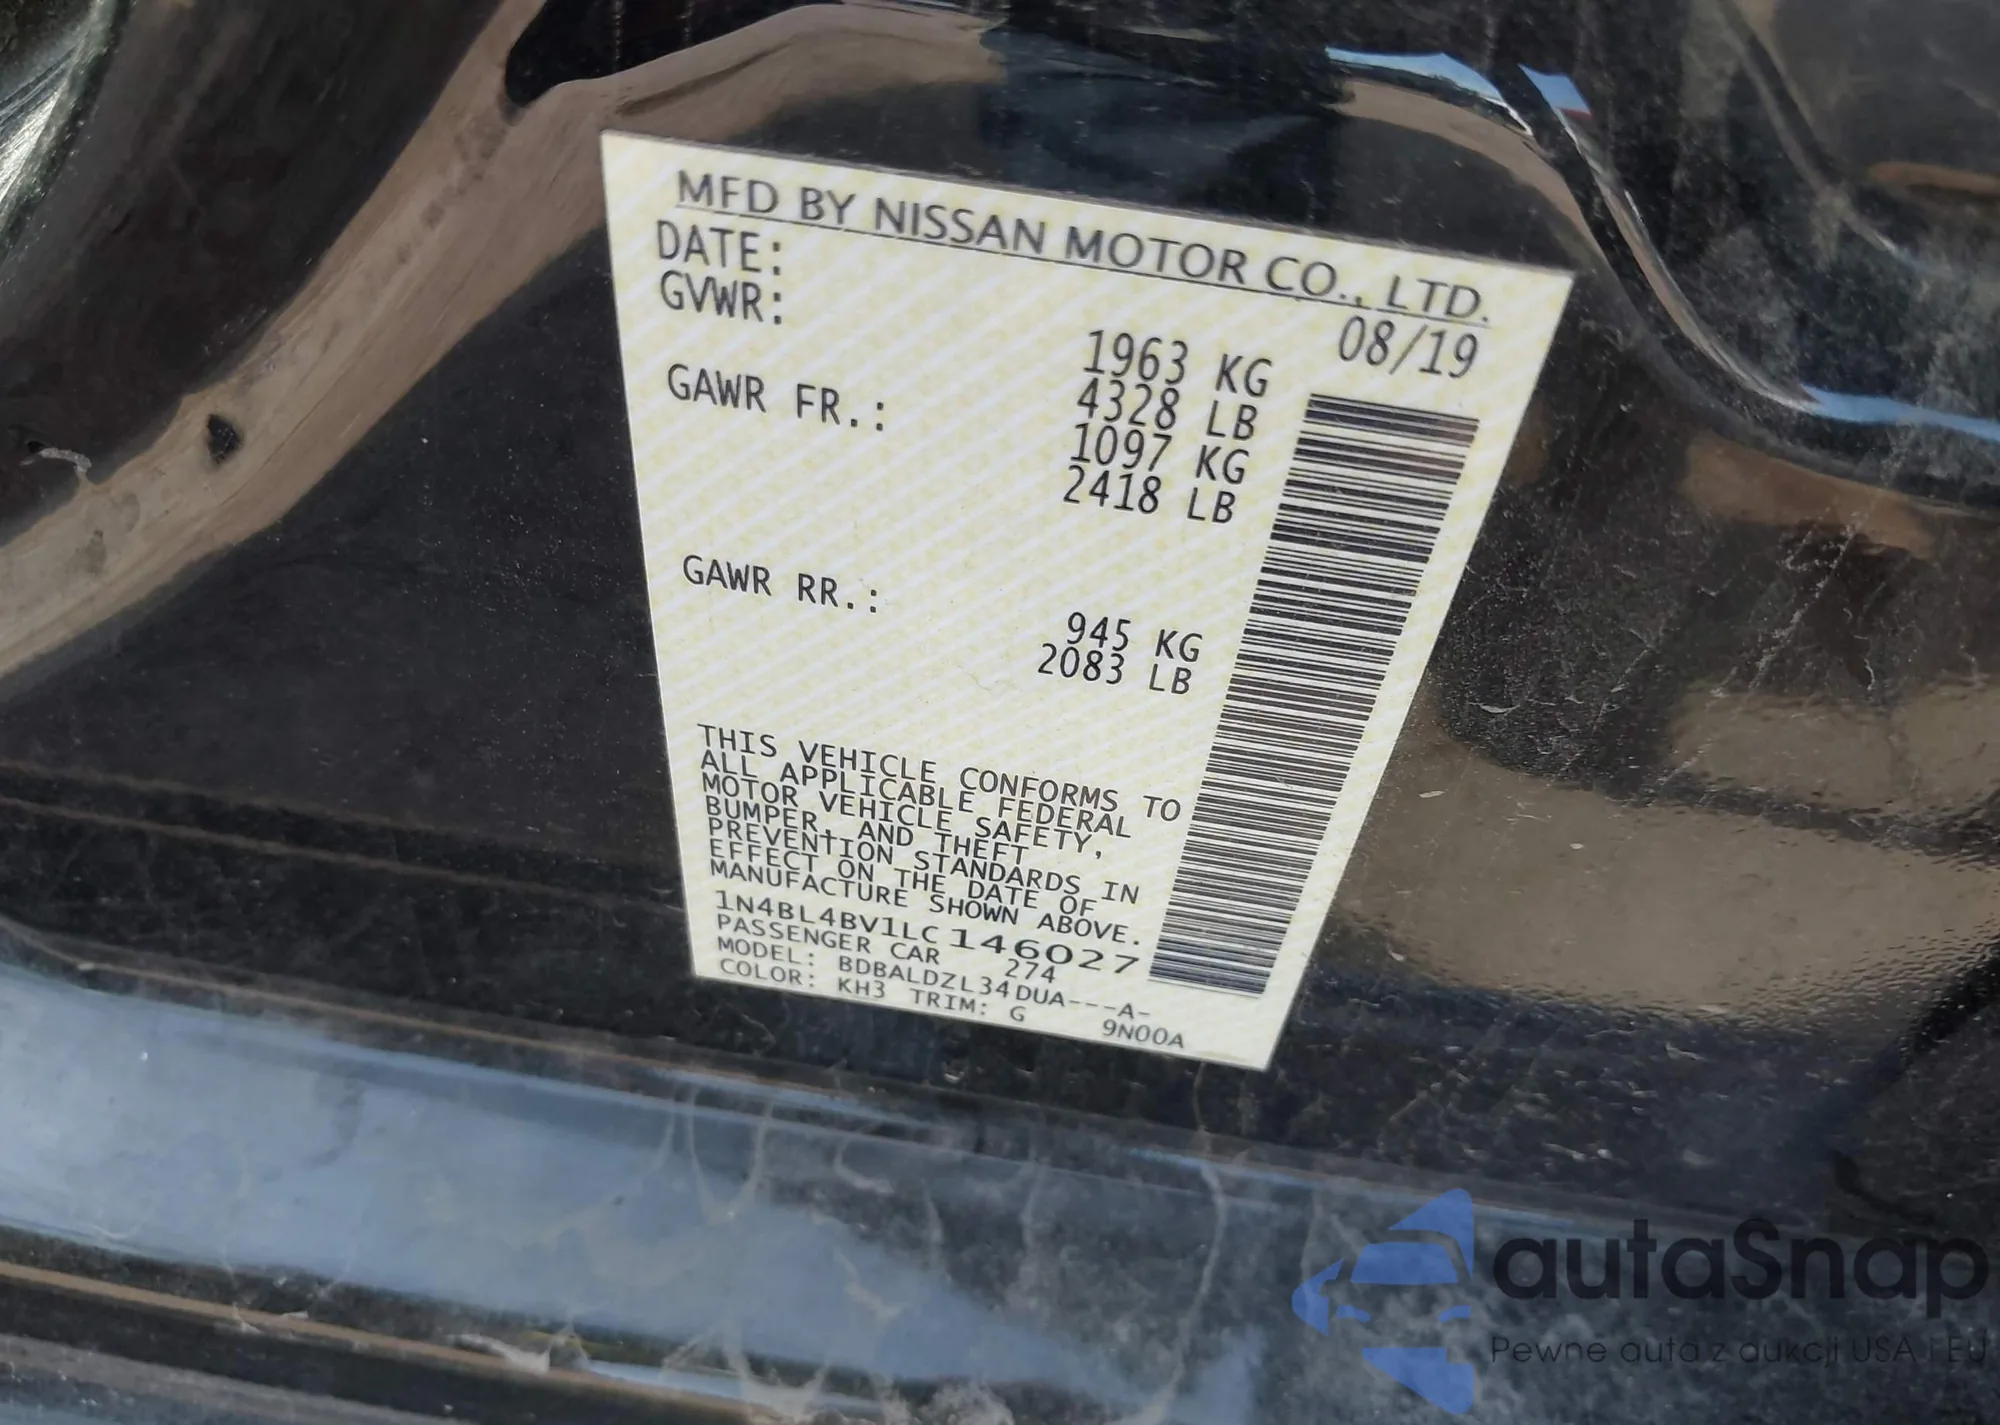 MFD BY NISSAN MOTOR CO., LTD.
DATE: 08/19
GVWR: 1963 KG
4328 LB
GAWR FR.: 1097 KG
2418 LB
GAWR RR.: 945 KG
2083 LB
THIS VEHICLE CONFORMS TO
ALL APPLICABLE FEDERAL
MOTOR VEHICLE SAFETY,
BUMPER, AND THEFT
PREVENTION STANDARDS IN
EFFECT ON THE DATE OF
MANUFACTURE SHOWN ABOVE.
1N4BL4BV1LC146027
PASSENGER CAR 274
MODEL: BDBALDZL34DUA---A-
COLOR: KH3 TRIM: G 9N00A
autaSnap
Pewne auta z aukcji USA i EU